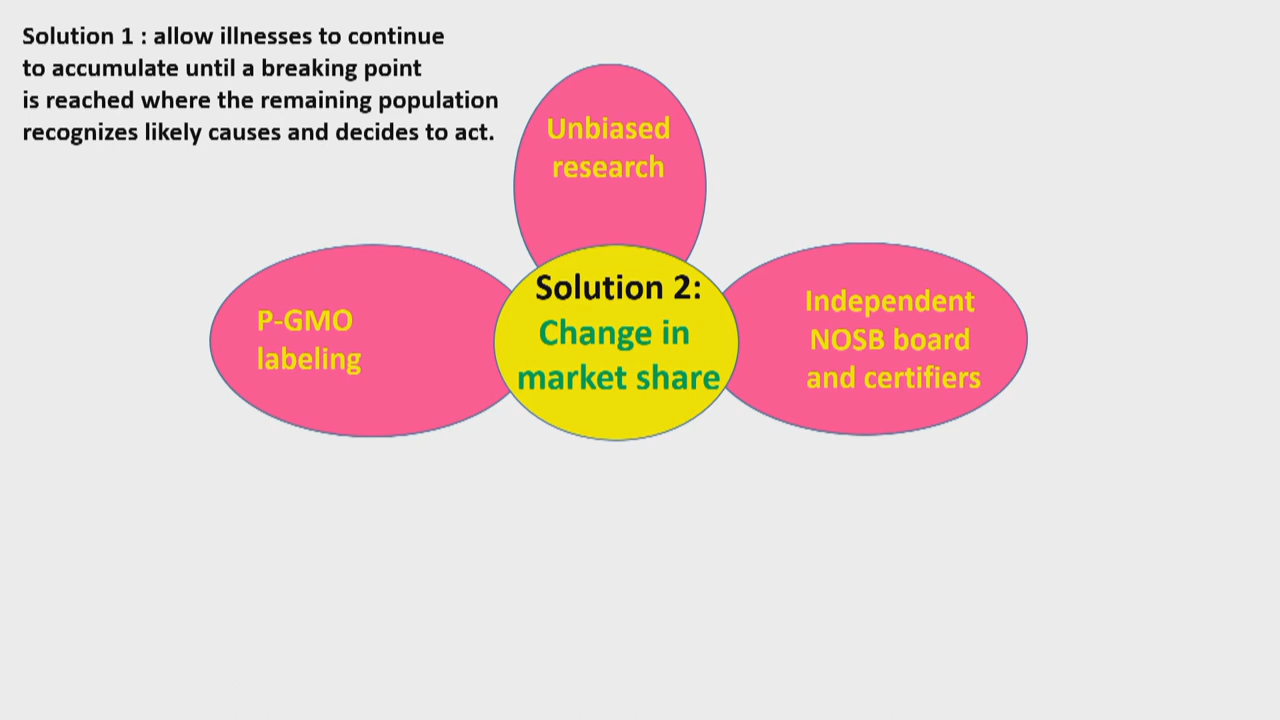 Solution 1 : allow illnesses to continue
to accumulate until a breaking point
is reached where the remaining population
recognizes likely causes and decides to act.
Unbiased
research
P-GMO
labeling
Solution 2:
Change in
market share
Independent
NOSB board
and certifiers